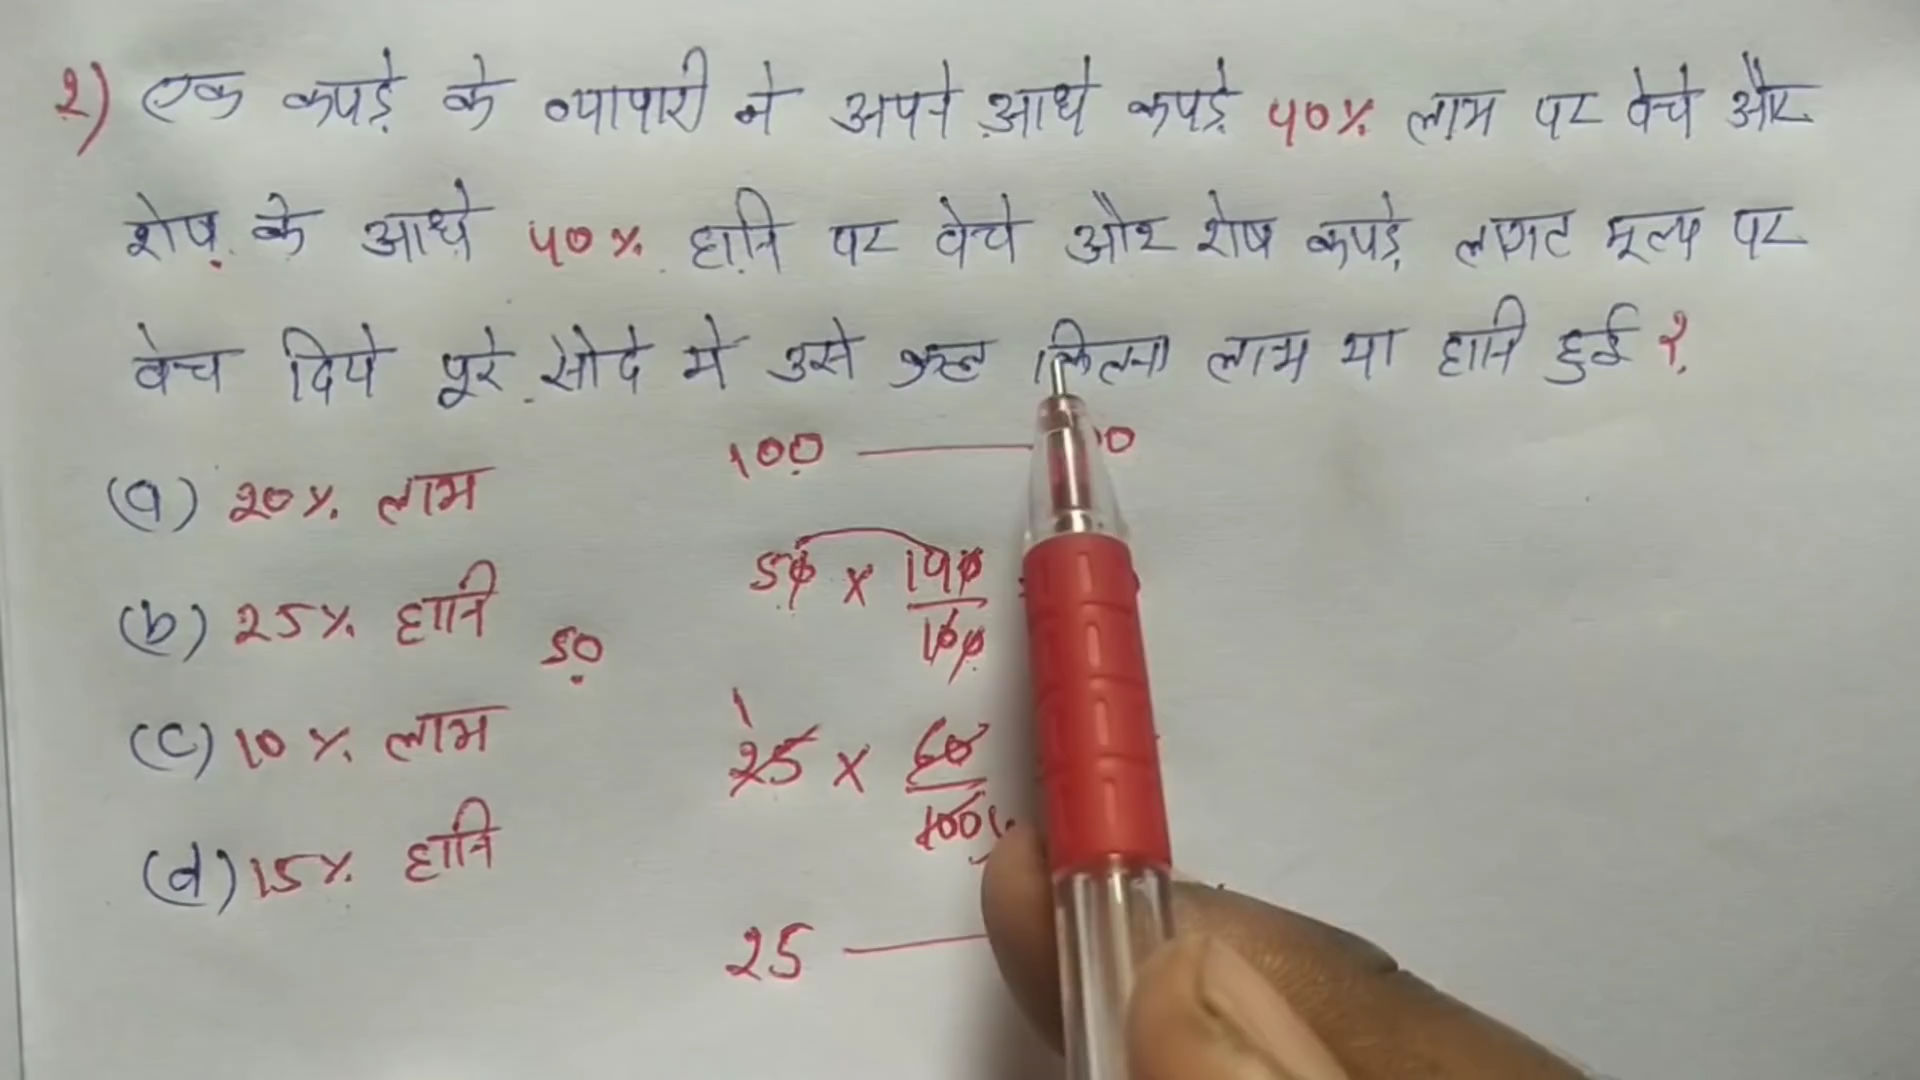 2) एक कपड़े के व्यापारी ने अपने आधे कपड़े 40% लाभ पर बेचे और
शेष के आधे 40% हानि पर बेचे और शेष कपड़े लागत मूल्य पर
बेच दिये पूरे सौदे में उसे कुल कितना लाभ या हानि हुई ?
100
(a) 20% लाभ
50 × 140/100
(b) 25% हानि
50
(c) 10% लाभ
1
25 × 60/100
(d) 15% हानि
25